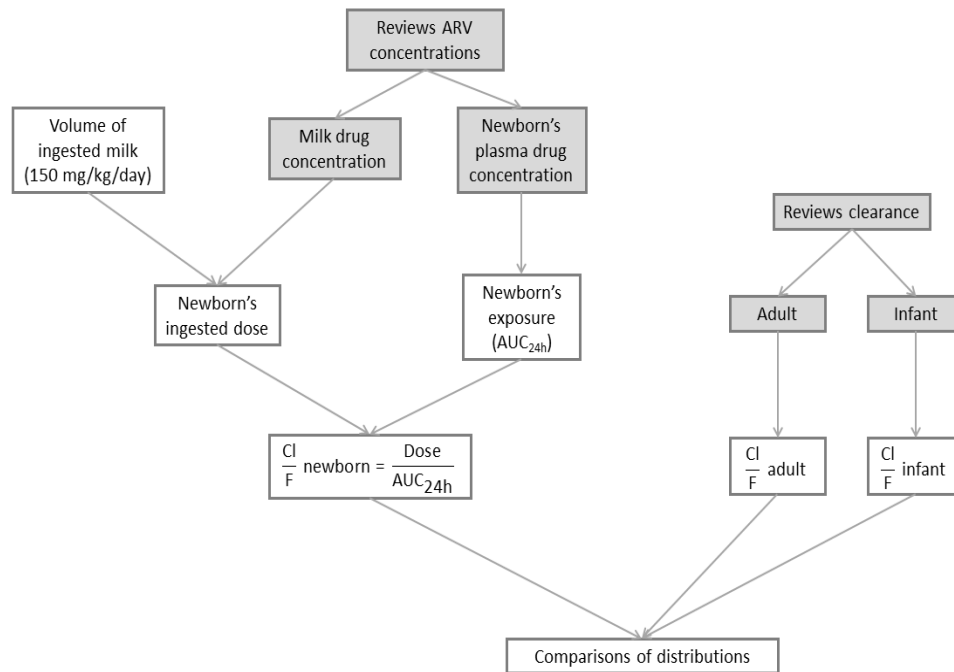 Reviews ARV
concentrations
Volume of
ingested milk
(150 mg/kg/day)
Milk drug
concentration
Newborn's
plasma drug
concentration
Reviews clearance
Newborn's
ingested dose
Newborn's
exposure
(AUC24h)
Adult
Infant
Cl/F newborn = Dose/AUC24h
Cl/F adult
Cl/F infant
Comparisons of distributions